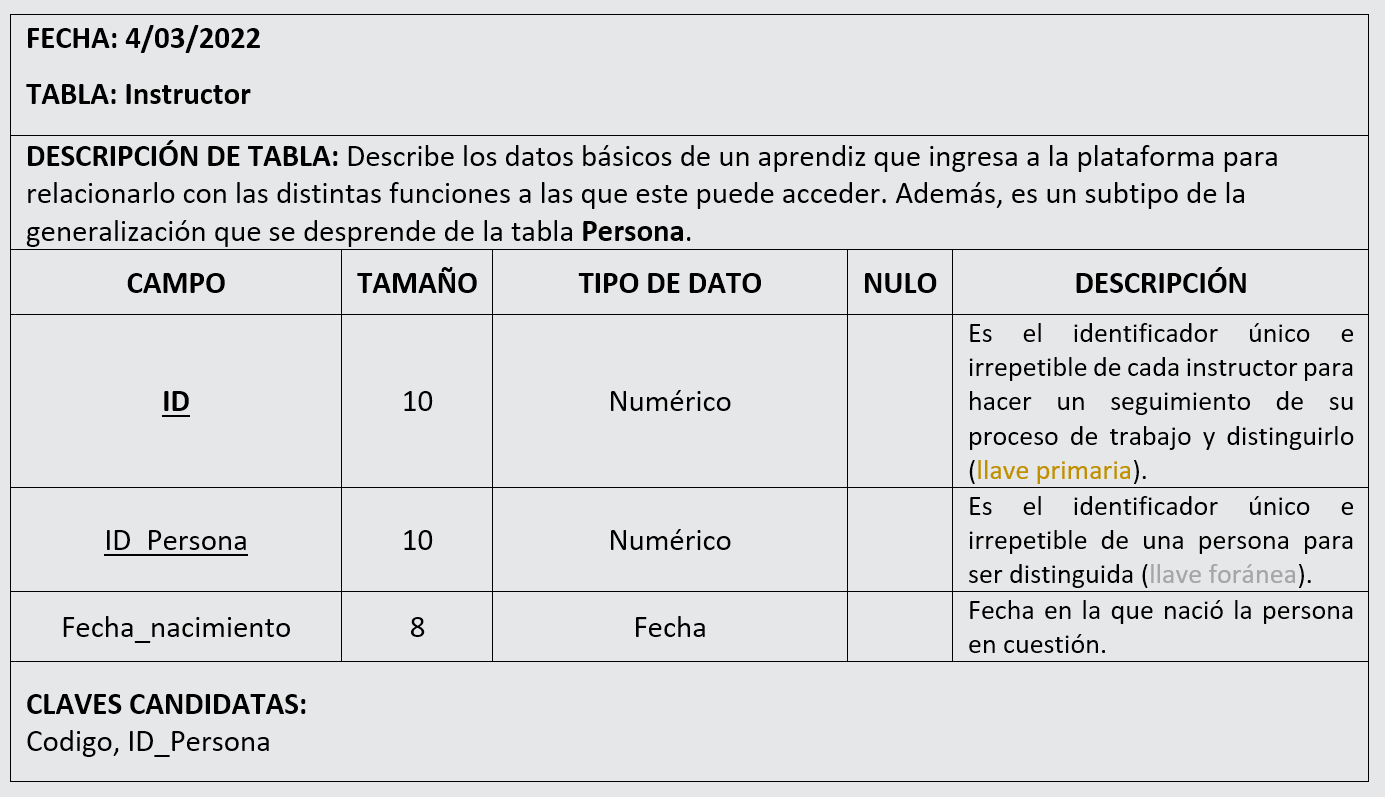 FECHA: 4/03/2022
TABLA: Instructor
DESCRIPCIÓN DE TABLA: Describe los datos básicos de un aprendiz que ingresa a la plataforma para
relacionarlo con las distintas funciones a las que este puede acceder. Además, es un subtipo de la
generalización que se desprende de la tabla Persona.
CAMPO TAMAÑO TIPO DE DATO NULO DESCRIPCIÓN
ID 10 Numérico
Es el identificador único e
irrepetible de cada instructor para
hacer un seguimiento de su
proceso de trabajo y distinguirlo
(llave primaria).
ID_Persona 10 Numérico
Es el identificador único e
irrepetible de una persona para
ser distinguida (llave foránea).
Fecha_nacimiento 8 Fecha
Fecha en la que nació la persona
en cuestión.
CLAVES CANDIDATAS:
Codigo, ID_Persona